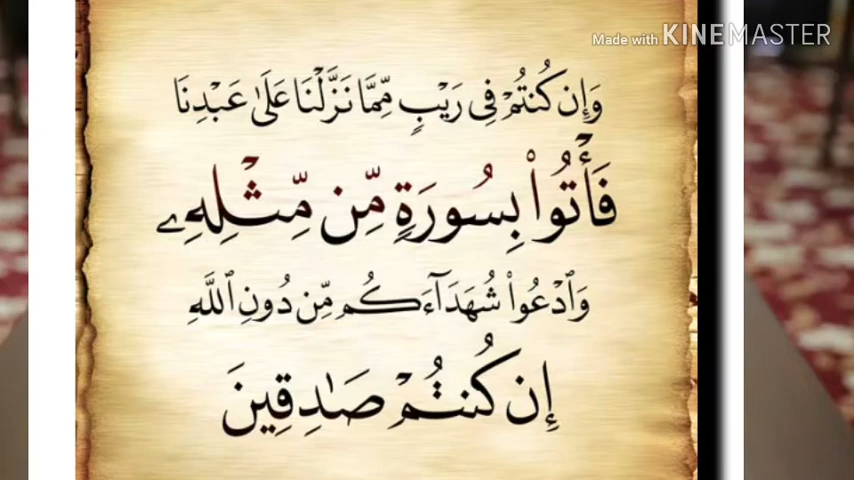 Made with KINEMASTER
وَإِن كُنتُمْ فِى رَيْبٍ مِّمَّا نَزَّلْنَا عَلَىٰ عَبْدِنَا
فَأْتُوا۟ بِسُورَةٍ مِّن مِّثْلِهِۦ
وَٱدْعُوا۟ شُهَدَآءَكُم مِّن دُونِ ٱللَّهِ
إِن كُنتُمْ صَـٰدِقِينَ